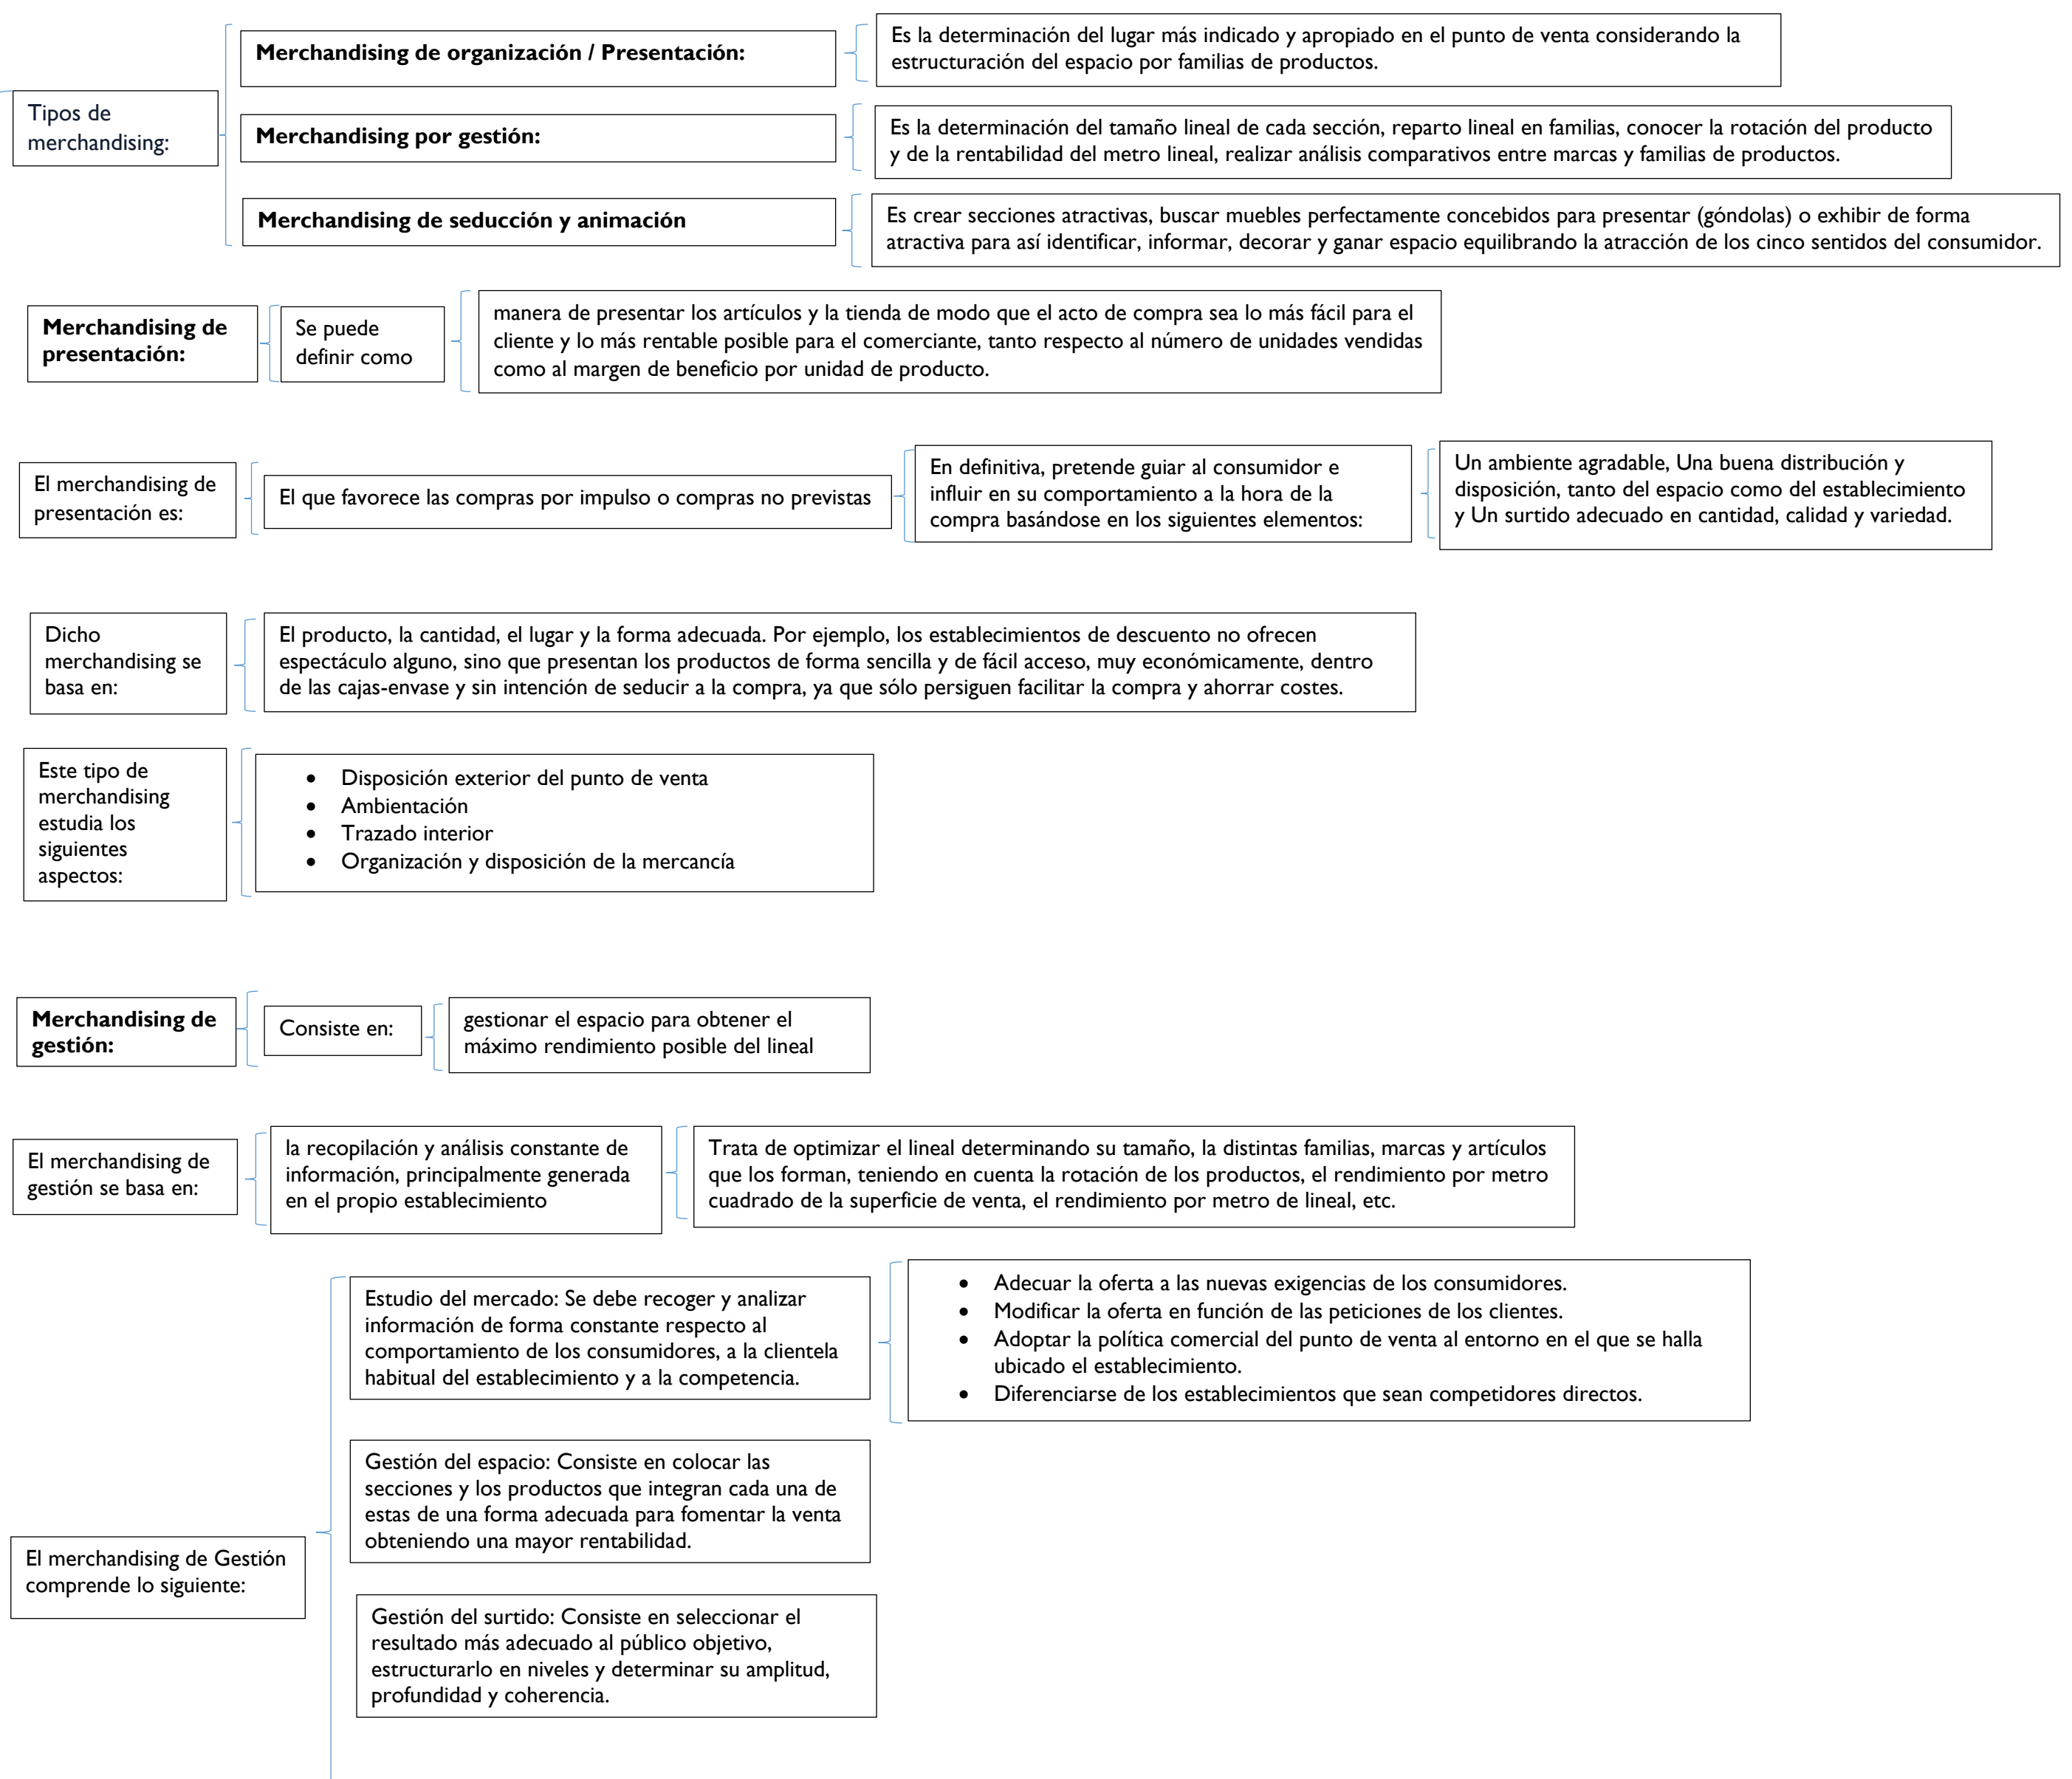 Tipos de
merchandising:
Merchandising de organización / Presentación:
Es la determinación del lugar más indicado y apropiado en el punto de venta considerando la
estructuración del espacio por familias de productos.
Merchandising por gestión:
Es la determinación del tamaño lineal de cada sección, reparto lineal en familias, conocer la rotación del producto
y de la rentabilidad del metro lineal, realizar análisis comparativos entre marcas y familias de productos.
Merchandising de seducción y animación
Es crear secciones atractivas, buscar muebles perfectamente concebidos para presentar (góndolas) o exhibir de forma
atractiva para así identificar, informar, decorar y ganar espacio equilibrando la atracción de los cinco sentidos del consumidor.
Merchandising de
presentación:
Se puede
definir como
manera de presentar los artículos y la tienda de modo que el acto de compra sea lo más fácil para el
cliente y lo más rentable posible para el comerciante, tanto respecto al número de unidades vendidas
como al margen de beneficio por unidad de producto.
El merchandising de
presentación es:
El que favorece las compras por impulso o compras no previstas
En definitiva, pretende guiar al consumidor e
influir en su comportamiento a la hora de la
compra basándose en los siguientes elementos:
Un ambiente agradable, Una buena distribución y
disposición, tanto del espacio como del establecimiento
y Un surtido adecuado en cantidad, calidad y variedad.
Dicho
merchandising se
basa en:
El producto, la cantidad, el lugar y la forma adecuada. Por ejemplo, los establecimientos de descuento no ofrecen
espectáculo alguno, sino que presentan los productos de forma sencilla y de fácil acceso, muy económicamente, dentro
de las cajas-envase y sin intención de seducir a la compra, ya que sólo persiguen facilitar la compra y ahorrar costes.
Este tipo de
merchandising
estudia los
siguientes
aspectos:
• Disposición exterior del punto de venta
• Ambientación
• Trazado interior
• Organización y disposición de la mercancía
Merchandising de
gestión:
Consiste en:
gestionar el espacio para obtener el
máximo rendimiento posible del lineal
El merchandising de
gestión se basa en:
la recopilación y análisis constante de
información, principalmente generada
en el propio establecimiento
Trata de optimizar el lineal determinando su tamaño, la distintas familias, marcas y artículos
que los forman, teniendo en cuenta la rotación de los productos, el rendimiento por metro
cuadrado de la superficie de venta, el rendimiento por metro de lineal, etc.
El merchandising de Gestión
comprende lo siguiente:
Estudio del mercado: Se debe recoger y analizar
información de forma constante respecto al
comportamiento de los consumidores, a la clientela
habitual del establecimiento y a la competencia.
• Adecuar la oferta a las nuevas exigencias de los consumidores.
• Modificar la oferta en función de las peticiones de los clientes.
• Adoptar la política comercial del punto de venta al entorno en el que se halla
ubicado el establecimiento.
• Diferenciarse de los establecimientos que sean competidores directos.
Gestión del espacio: Consiste en colocar las
secciones y los productos que integran cada una de
estas de una forma adecuada para fomentar la venta
obteniendo una mayor rentabilidad.
Gestión del surtido: Consiste en seleccionar el
resultado más adecuado al público objetivo,
estructurarlo en niveles y determinar su amplitud,
profundidad y coherencia.